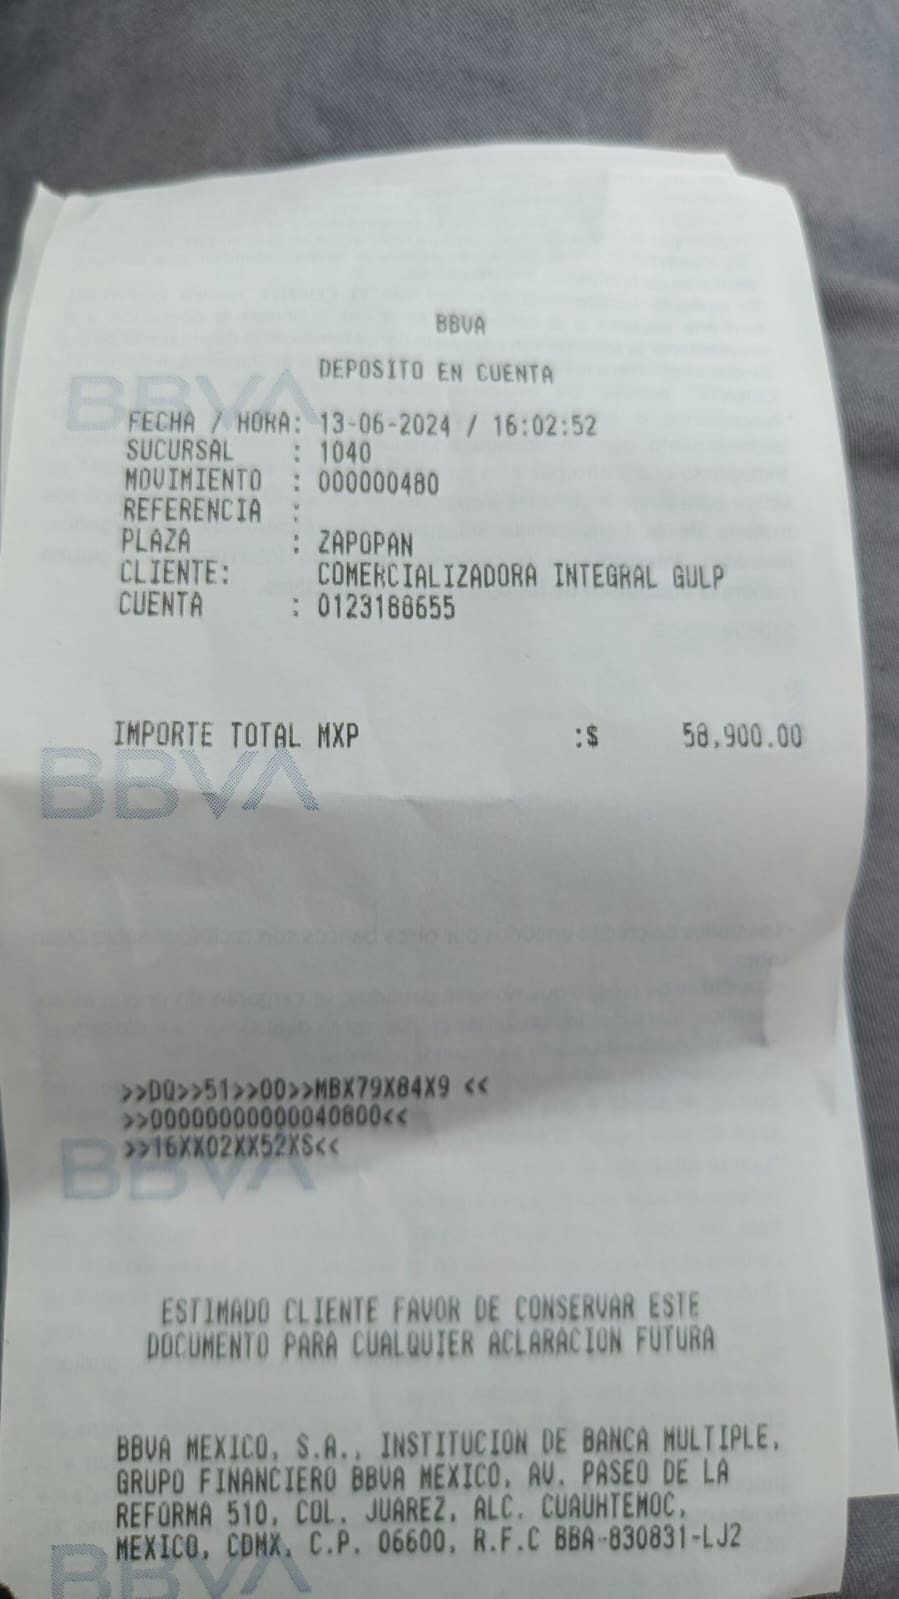 BBVA
DEPOSITO EN CUENTA
BBVA
FECHA / HORA: 13-06-2024 / 16:02:52
SUCURSAL : 1040
MOVIMIENTO : 000000480
REFERENCIA :
PLAZA : ZAPOPAN
CLIENTE: COMERCIALIZADORA INTEGRAL GULP
CUENTA : 0123188655
IMPORTE TOTAL MXP :$ 58,900.00
BBVA
>>DQ>>51>>00>>MBX79X84X9 <<
>>00000000000040800<<
>>16XX02XX52XS<<
BBVA
ESTIMADO CLIENTE FAVOR DE CONSERVAR ESTE
DOCUMENTO PARA CUALQUIER ACLARACION FUTURA
BBVA MEXICO, S.A., INSTITUCION DE BANCA MULTIPLE,
GRUPO FINANCIERO BBVA MEXICO, AV. PASEO DE LA
REFORMA 510, COL. JUAREZ, ALC. CUAUHTEMOC,
MEXICO, CDMX, C.P. 06600, R.F.C BBA-830831-LJ2
BBVA